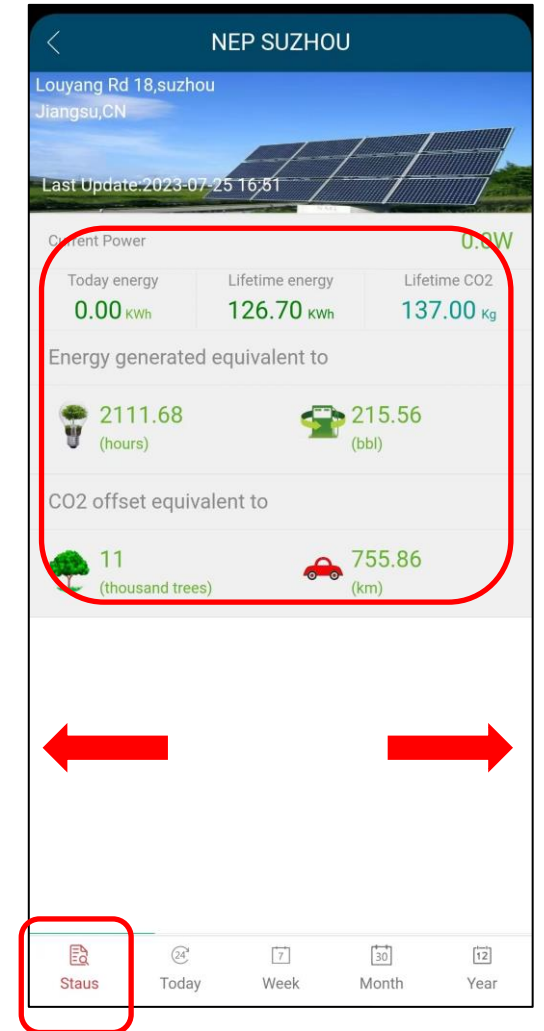 NEP SUZHOU
Louyang Rd 18,suzhou
Jiangsu,CN
Last Update:2023-07-25 16:51
Current Power 0.0W
Today energy Lifetime energy Lifetime CO2
0.00 KWh 126.70 KWh 137.00 Kg
Energy generated equivalent to
2111.68 215.56
(hours) (bbl)
CO2 offset equivalent to
11 755.86
(thousand trees) (km)
24 7 30 12
Staus Today Week Month Year